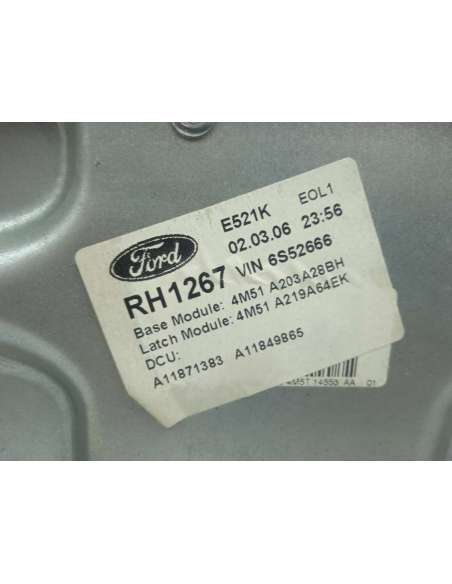 E521K EOL1
02.03.06 23:56
Ford
RH1267 VIN 6S52666
Base Module: 4M51 A203A28BH
Latch Module: 4M51 A219A64EK
DCU:
A11871383 A11849865
4M5T 14553 AA 01